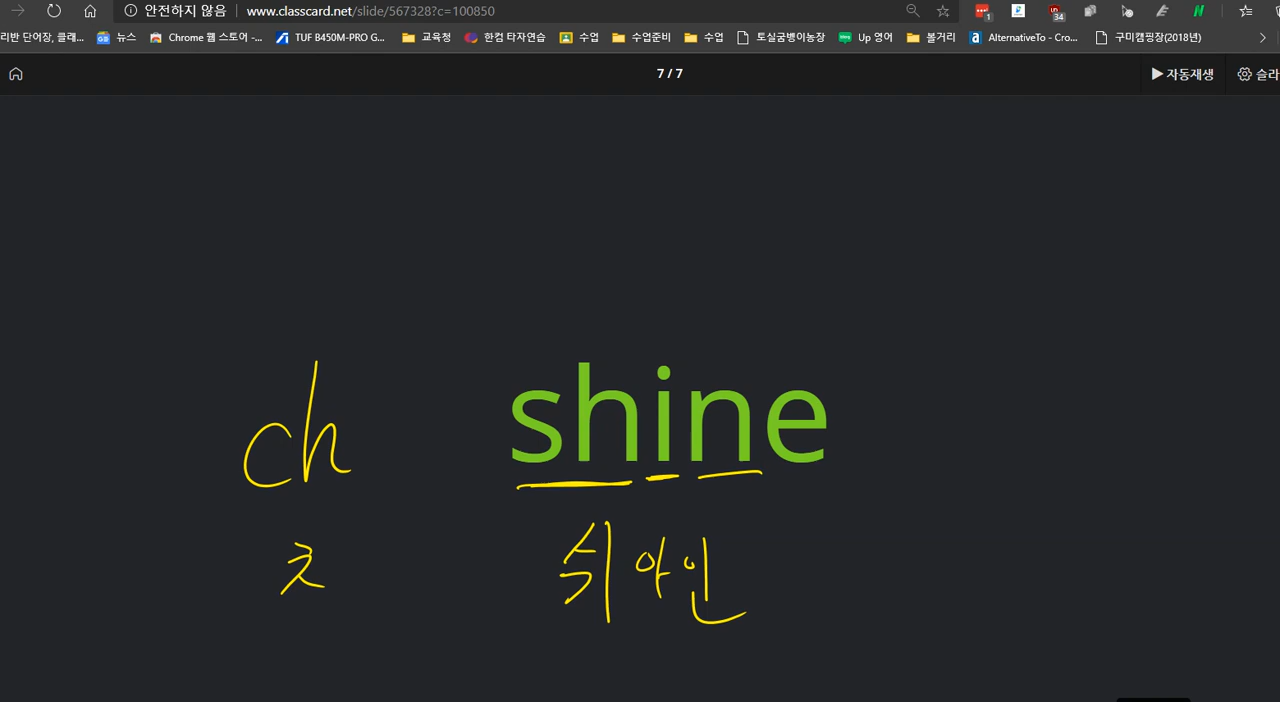 안전하지 않음 www.classcard.net/slide/567328?c=100850 1 34
리반 단어장, 클래... 뉴스 Chrome 웹 스토어 -... TUF B450M-PRO G... 교육청 한컴 타자연습 수업 수업준비 수업 토실굼벵이농장 Up 영어 볼거리 AlternativeTo - Cro... 구미캠핑장(2018년)
7 / 7 자동재생 슬라
ch shine
ㅊ 쉬아인